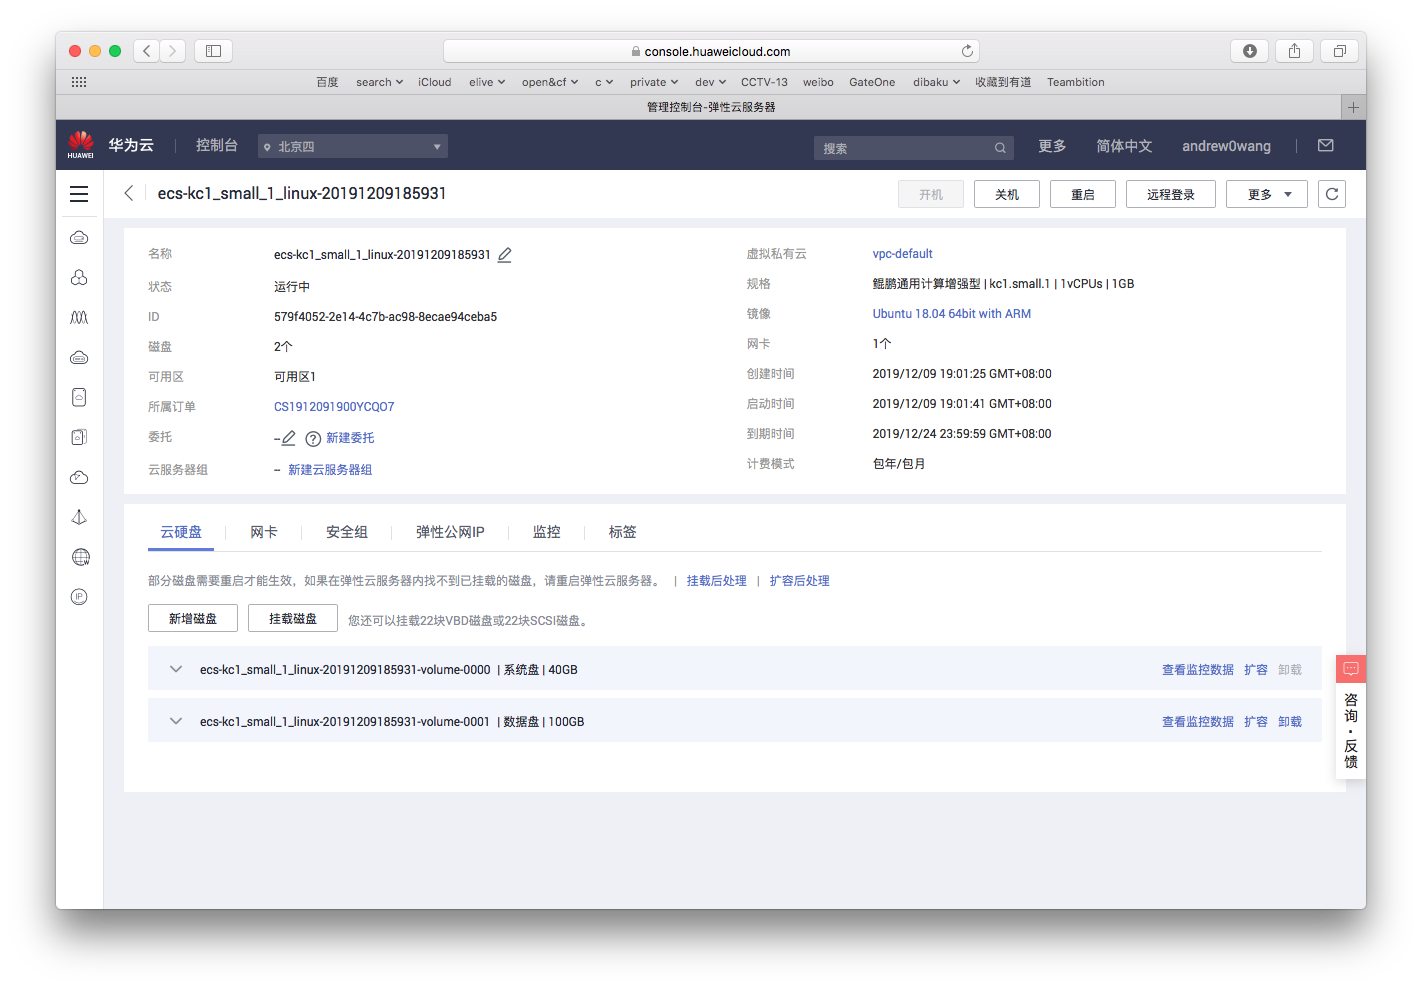 console.huaweicloud.com
百度 search iCloud elive open&cf c private dev CCTV-13 weibo GateOne dibaku 收藏到有道 Teambition
管理控制台-弹性云服务器
HUAWEI 华为云 控制台 北京四 搜索 更多 简体中文 andrew0wang
ecs-kc1_small_1_linux-20191209185931 开机 关机 重启 远程登录 更多
名称 ecs-kc1_small_1_linux-20191209185931
状态 运行中
ID 579f4052-2e14-4c7b-ac98-8ecae94ceba5
磁盘 2个
可用区 可用区1
所属订单 CS1912091900YCQO7
委托 -- 新建委托
云服务器组 -- 新建云服务器组
虚拟私有云 vpc-default
规格 鲲鹏通用计算增强型 | kc1.small.1 | 1vCPUs | 1GB
镜像 Ubuntu 18.04 64bit with ARM
网卡 1个
创建时间 2019/12/09 19:01:25 GMT+08:00
启动时间 2019/12/09 19:01:41 GMT+08:00
到期时间 2019/12/24 23:59:59 GMT+08:00
计费模式 包年/包月
云硬盘 网卡 安全组 弹性公网IP 监控 标签
部分磁盘需要重启才能生效，如果在弹性云服务器内找不到已挂载的磁盘，请重启弹性云服务器。 | 挂载后处理 | 扩容后处理
新增磁盘 挂载磁盘 您还可以挂载22块VBD磁盘或22块SCSI磁盘。
ecs-kc1_small_1_linux-20191209185931-volume-0000 | 系统盘 | 40GB 查看监控数据 扩容 卸载
ecs-kc1_small_1_linux-20191209185931-volume-0001 | 数据盘 | 100GB 查看监控数据 扩容 卸载
咨询·反馈